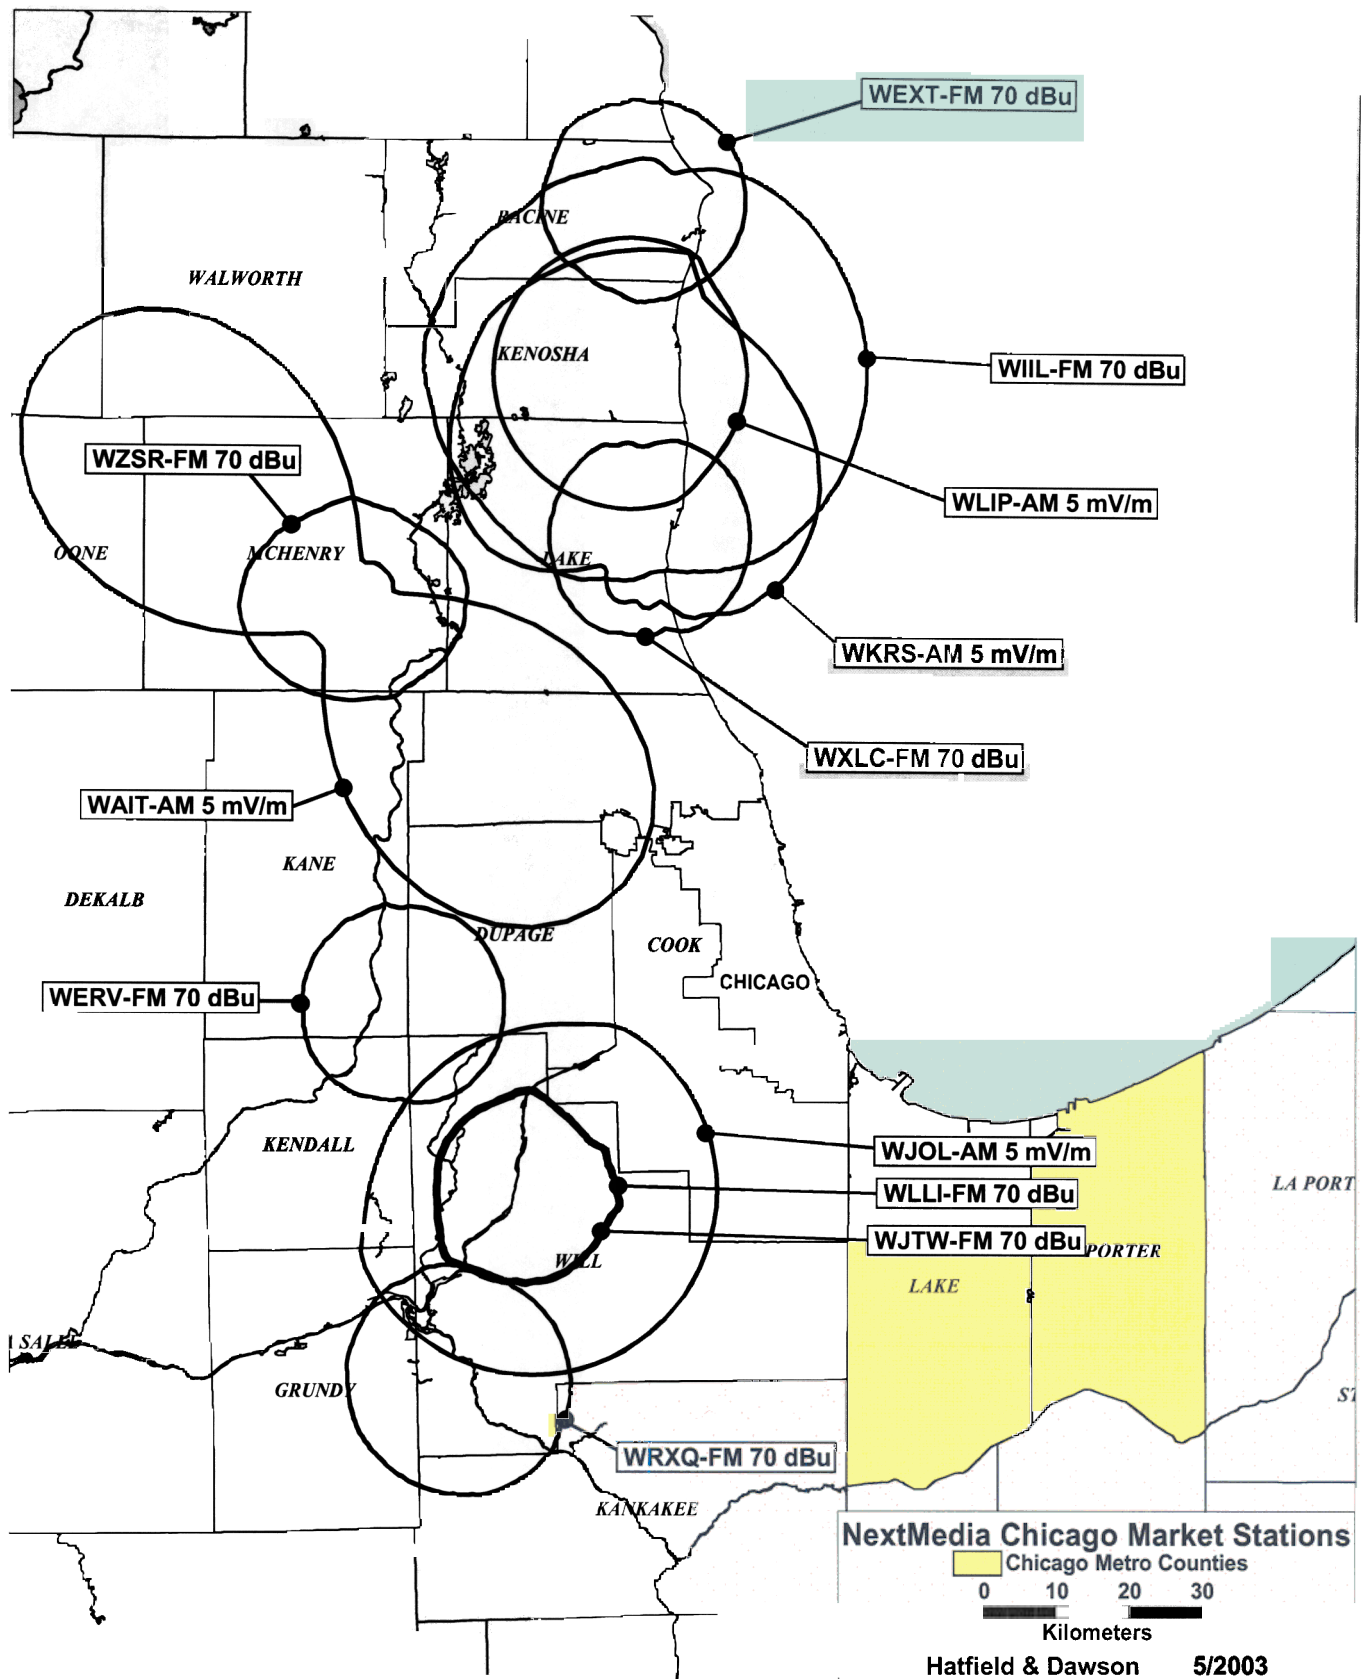 WEXT-FM 70 dBu
RACINE
WALWORTH
KENOSHA
WIIL-FM 70 dBu
WZSR-FM 70 dBu
WLIP-AM 5 mV/m
OONE
MCHENRY
LAKE
WKRS-AM 5 mV/m
WXLC-FM 70 dBu
WAIT-AM 5 mV/m
KANE
DEKALB
DUPAGE
COOK
CHICAGO
WERV-FM 70 dBu
KENDALL
WJOL-AM 5 mV/m
WLLI-FM 70 dBu
LA PORT
WJTW-FM 70 dBu
PORTER
WILL
LAKE
A SALLE
GRUNDY
ST
WRXQ-FM 70 dBu
KANKAKEE
NextMedia Chicago Market Stations
Chicago Metro Counties
0 10 20 30
Kilometers
Hatfield & Dawson 5/2003